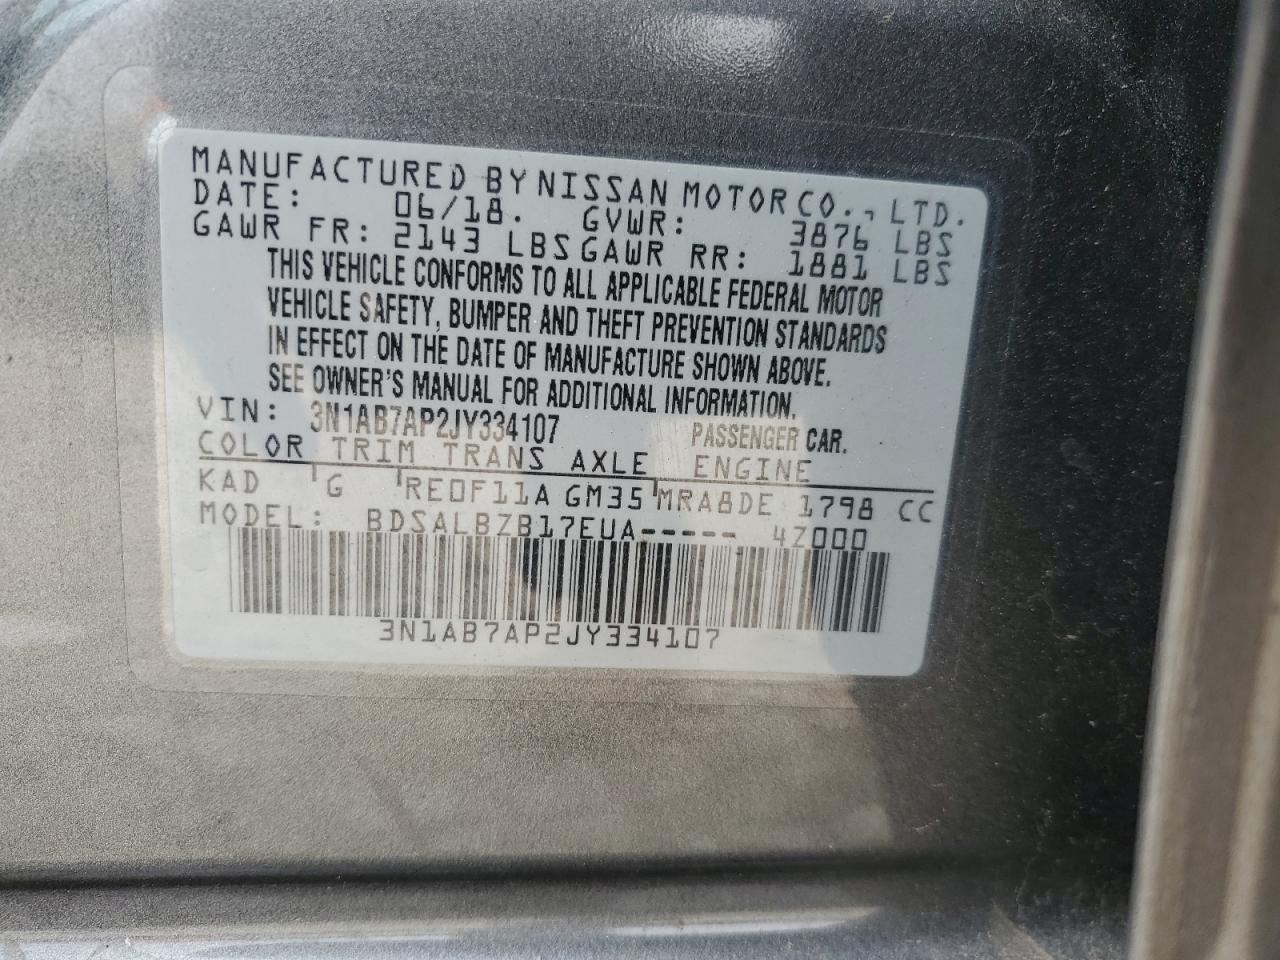 MANUFACTURED BY NISSAN MOTOR CO., LTD.
DATE: 06/18. GVWR: 3876 LBS
GAWR FR: 2143 LBS GAWR RR: 1881 LBS
THIS VEHICLE CONFORMS TO ALL APPLICABLE FEDERAL MOTOR
VEHICLE SAFETY, BUMPER AND THEFT PREVENTION STANDARDS
IN EFFECT ON THE DATE OF MANUFACTURE SHOWN ABOVE.
SEE OWNER'S MANUAL FOR ADDITIONAL INFORMATION.
VIN: 3N1AB7AP2JY334107 PASSENGER CAR.
COLOR TRIM TRANS AXLE ENGINE
KAD G RE0F11A GM35 MRA8DE 1798 CC
MODEL: BDSALBZB17EUA----- 4Z000
3N1AB7AP2JY334107